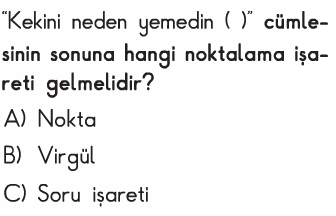 “Kekini neden yemedin ( )” cümle-
sinin sonuna hangi noktalama işa-
reti gelmelidir?
A) Nokta
B) Virgül
C) Soru işareti